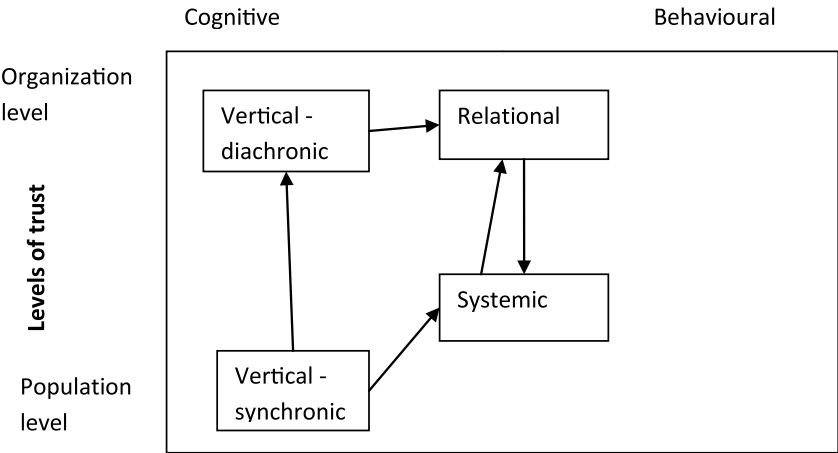 Cognitive
Behavioural
Organization
level
Vertical -
diachronic
Relational
Levels of trust
Systemic
Population
level
Vertical -
synchronic